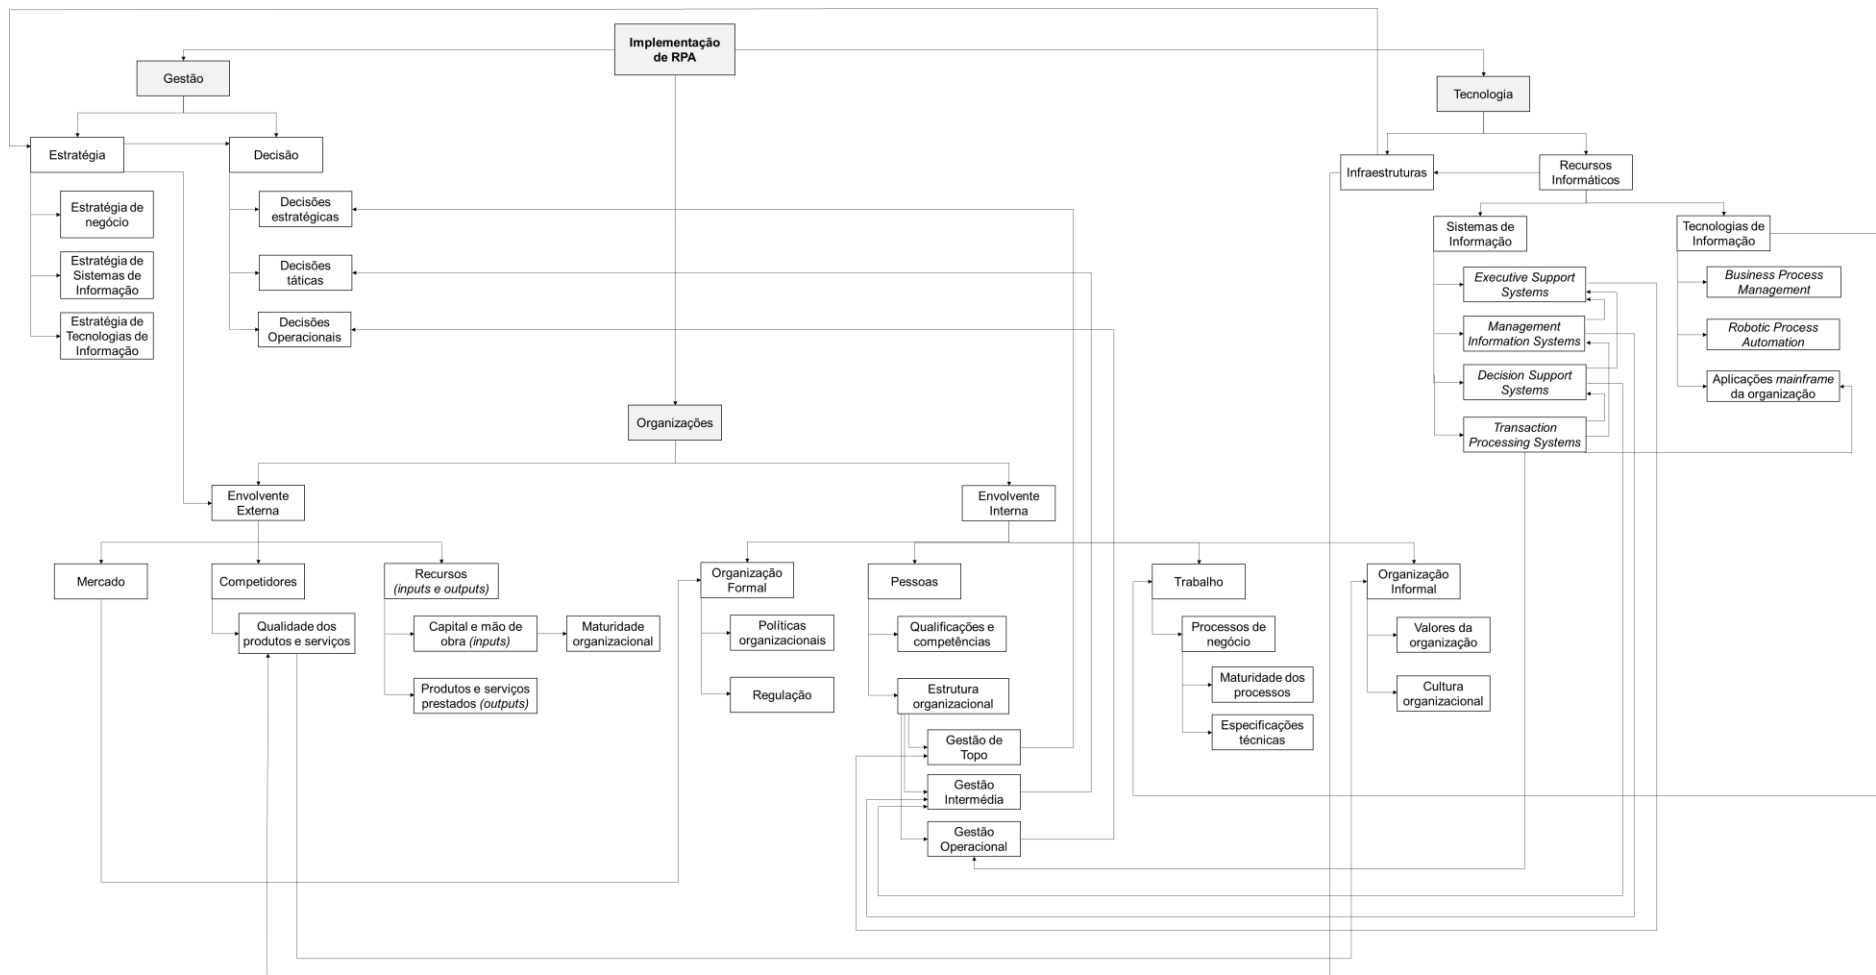 Implementação
de RPA
Gestão
Tecnologia
Estratégia
Decisão
Infraestruturas
Recursos
Informáticos
Estratégia de
negócio
Estratégia de
Sistemas de
Informação
Estratégia de
Tecnologias de
Informação
Decisões
estratégicas
Decisões
táticas
Decisões
Operacionais
Sistemas de
Informação
Executive Support
Systems
Management
Information Systems
Decision Support
Systems
Transaction
Processing Systems
Tecnologias de
Informação
Business Process
Management
Robotic Process
Automation
Aplicações mainframe
da organização
Organizações
Envolvente
Externa
Envolvente
Interna
Mercado
Competidores
Qualidade dos
produtos e serviços
Recursos
(inputs e outputs)
Capital e mão de
obra (inputs)
Maturidade
organizacional
Produtos e serviços
prestados (outputs)
Organização
Formal
Políticas
organizacionais
Regulação
Pessoas
Qualificações e
competências
Estrutura
organizacional
Gestão de
Topo
Gestão
Intermédia
Gestão
Operacional
Trabalho
Processos de
negócio
Maturidade dos
processos
Especificações
técnicas
Organização
Informal
Valores da
organização
Cultura
organizacional